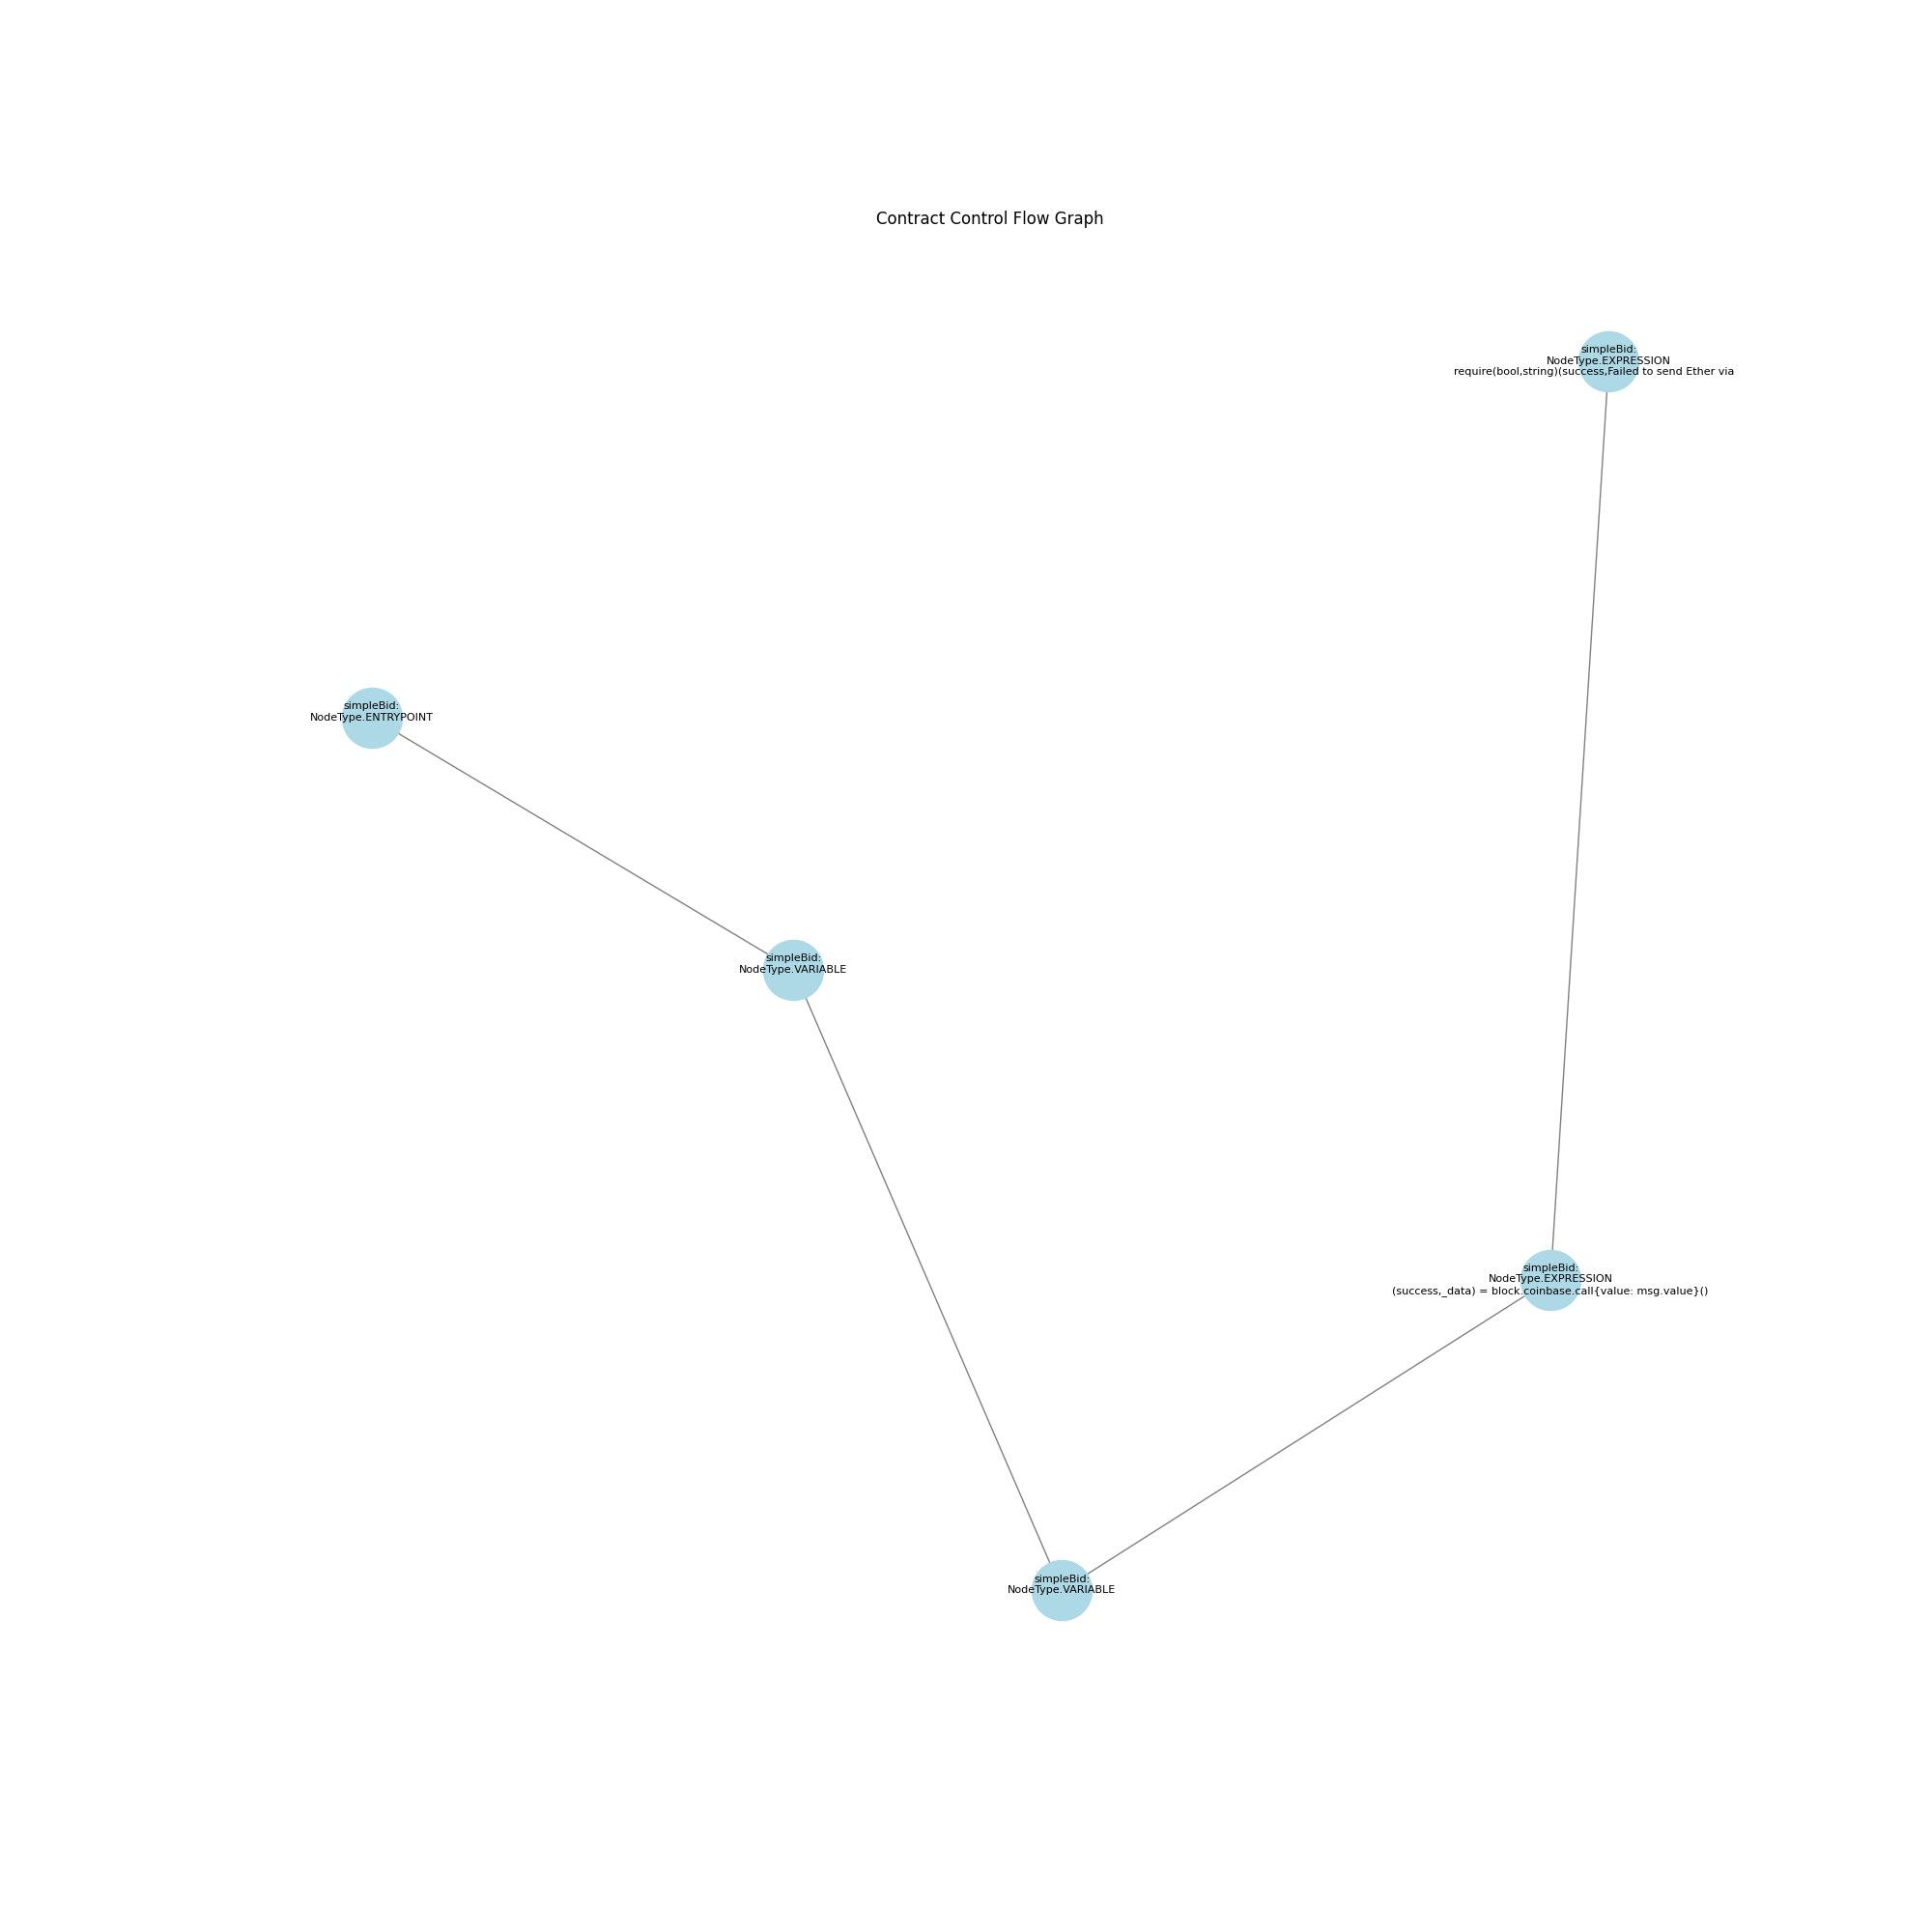 Contract Control Flow Graph
simpleBid:
NodeType.EXPRESSION
require(bool,string)(success,Failed to send Ether via
simpleBid:
NodeType.ENTRYPOINT
simpleBid:
NodeType.VARIABLE
simpleBid:
NodeType.EXPRESSION
(success,_data) = block.coinbase.call{value: msg.value}()
simpleBid:
NodeType.VARIABLE